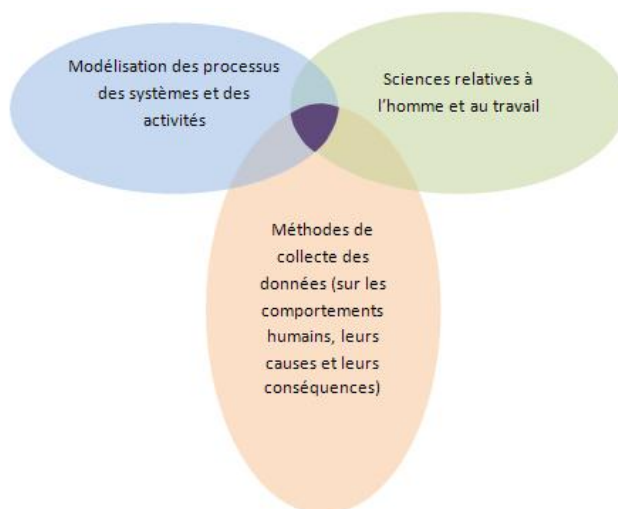 Modélisation des processus
des systèmes et des
activités
Sciences relatives à
l'homme et au travail
Méthodes de
collecte des
données (sur les
comportements
humains, leurs
causes et leurs
conséquences)